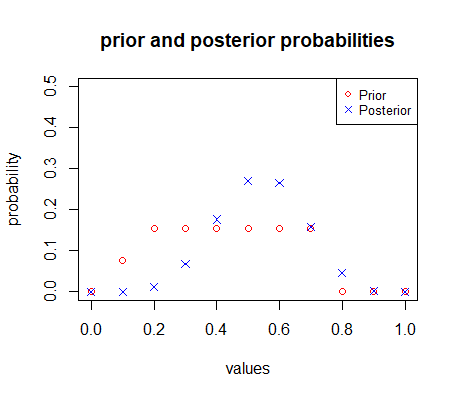 prior and posterior probabilities
Prior
Posterior
probability
0.5
0.4
0.3
0.2
0.1
0.0
0.0 0.2 0.4 0.6 0.8 1.0
values